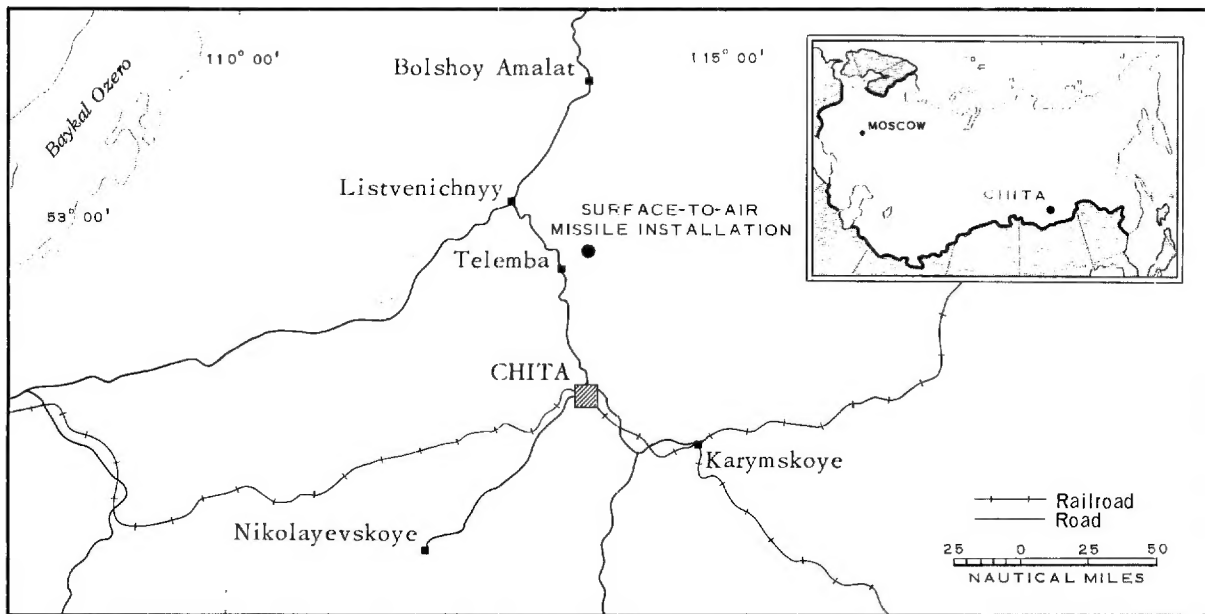 110° 00'
115° 00'
Bolshoy Amalat
Baykal Ozero
MOSCOW
Listvenichnyy
CHITA
53° 00'
SURFACE-TO-AIR
MISSILE INSTALLATION
Telemba
CHITA
Karymskoye
Railroad
Road
Nikolayevskoye
25 0 25 50
NAUTICAL MILES